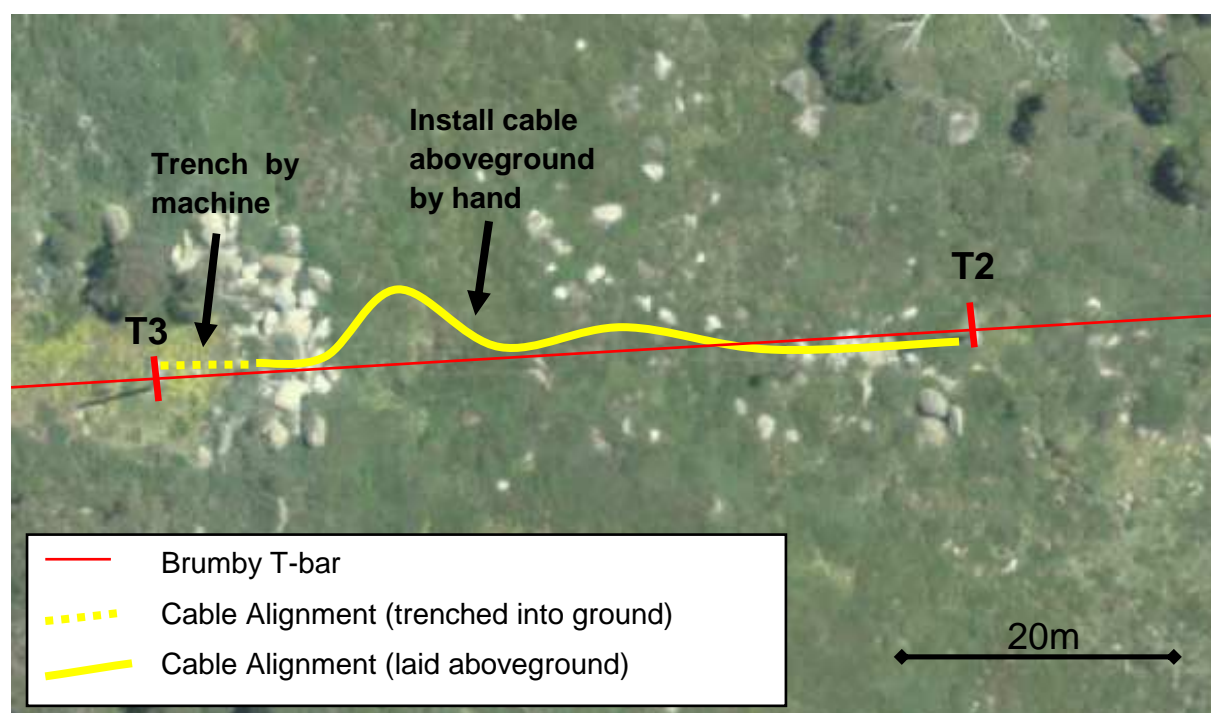 Install cable
aboveground
by hand
Trench by
machine
T2
T3
Brumby T-bar
Cable Alignment (trenched into ground)
Cable Alignment (laid aboveground)
20m